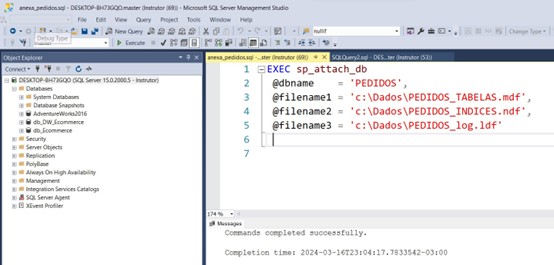 anexa_pedidos.sql - DESKTOP-BH73GQO.master (Instrutor (69)) - Microsoft SQL Server Management Studio
File Edit View Query Project Tools Window Help
New Query
nullif
Debug Type
master
Execute
Change Type
Object Explorer
Connect
DESKTOP-BH73GQO (SQL Server 15.0.2000.5 - Instrutor)
Databases
System Databases
Database Snapshots
AdventureWorks2016
db_DW_Ecommerce
db_Ecommerce
Security
Server Objects
Replication
PolyBase
Always On High Availability
Management
Integration Services Catalogs
SQL Server Agent
XEvent Profiler
anexa_pedidos.sql -...ster (Instrutor (69)) SQLQuery2.sql - DES...ter (Instrutor (53))
1 EXEC sp_attach_db
2 @dbname = 'PEDIDOS',
3 @filename1 = 'c:\Dados\PEDIDOS_TABELAS.mdf',
4 @filename2 = 'c:\Dados\PEDIDOS_INDICES.ndf',
5 @filename3 = 'c:\Dados\PEDIDOS_log.ldf'
6
7
174 %
Messages
Commands completed successfully.
Completion time: 2024-03-16T23:04:17.7833542-03:00